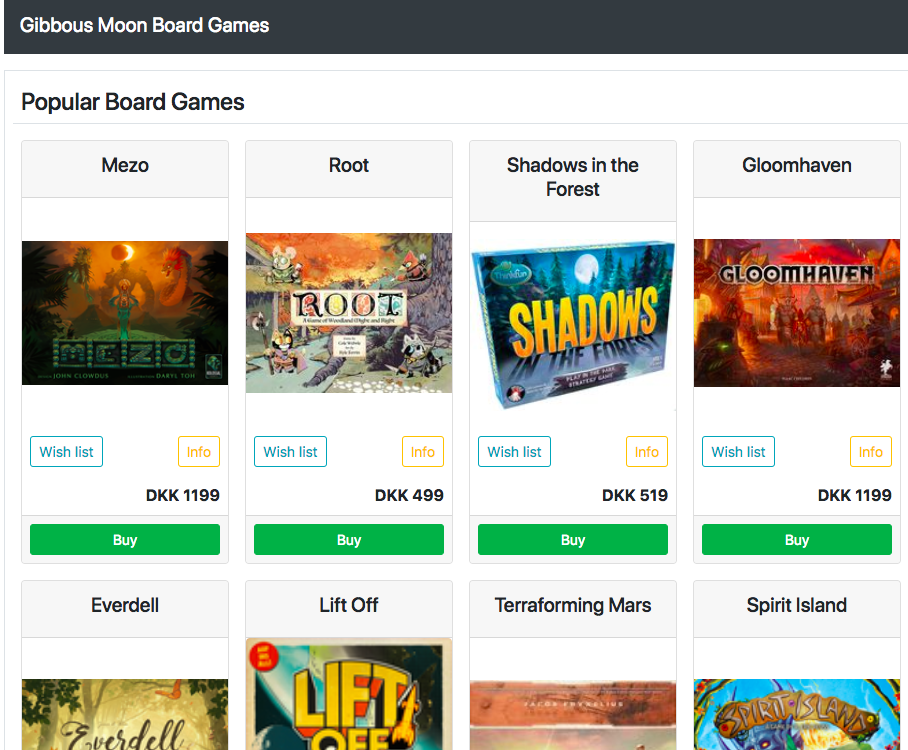 Gibbous Moon Board Games
Popular Board Games
Mezo
Root
Shadows in the
Forest
Gloomhaven
MEZO
JOHN CLOWDUS
DARYL TOH
ROOT
A Game of Woodland Might and Right
Cole Wehrle
Kyle Ferrin
ThinkFun
SHADOWS
IN THE FOREST
PLAY IN THE DARK
STRATEGY GAME
GLOOMHAVEN
Wish list
Info
Wish list
Info
Wish list
Info
Wish list
Info
DKK 1199
DKK 499
DKK 519
DKK 1199
Buy
Buy
Buy
Buy
Everdell
Lift Off
Terraforming Mars
Spirit Island
Everdell
LIFT
OFF
JACOB FRYXELIUS
SPIRIT ISLAND